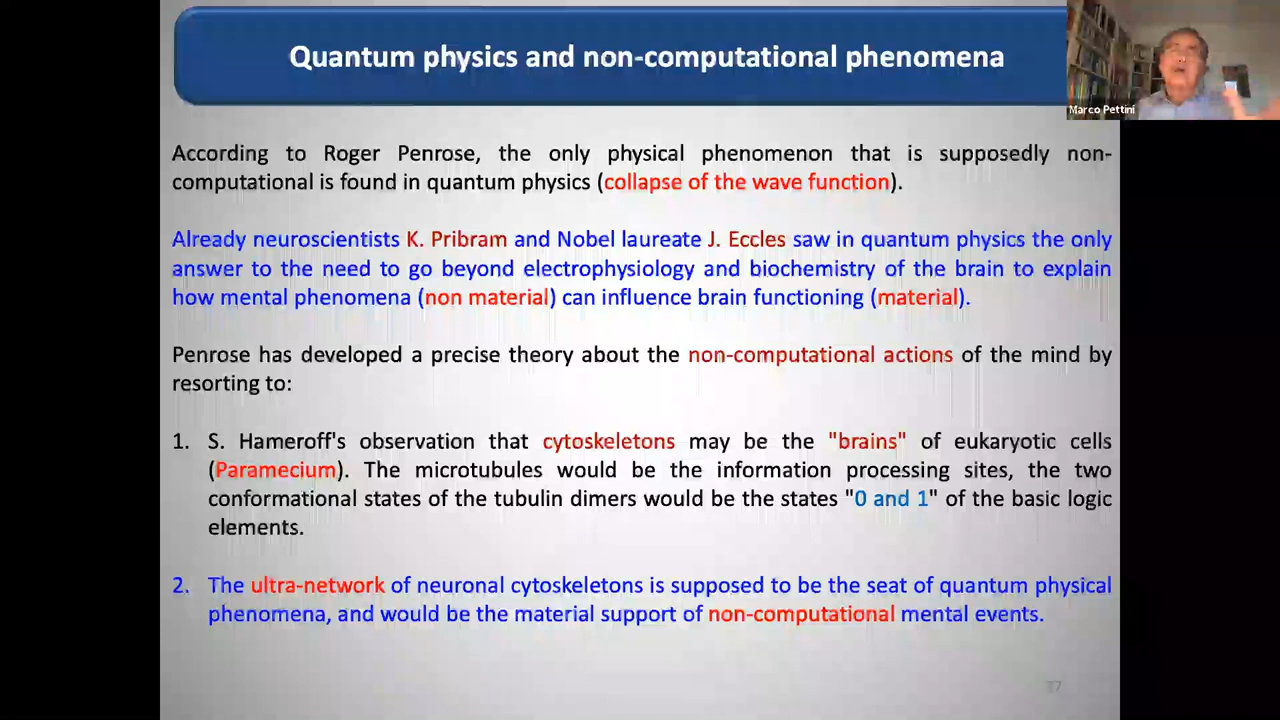 Quantum physics and non-computational phenomena
Marco Pettini
According to Roger Penrose, the only physical phenomenon that is supposedly non-
computational is found in quantum physics (collapse of the wave function).
Already neuroscientists K. Pribram and Nobel laureate J. Eccles saw in quantum physics the only
answer to the need to go beyond electrophysiology and biochemistry of the brain to explain
how mental phenomena (non material) can influence brain functioning (material).
Penrose has developed a precise theory about the non-computational actions of the mind by
resorting to:
1. S. Hameroff's observation that cytoskeletons may be the "brains" of eukaryotic cells
(Paramecium). The microtubules would be the information processing sites, the two
conformational states of the tubulin dimers would be the states "0 and 1" of the basic logic
elements.
2. The ultra-network of neuronal cytoskeletons is supposed to be the seat of quantum physical
phenomena, and would be the material support of non-computational mental events.
37